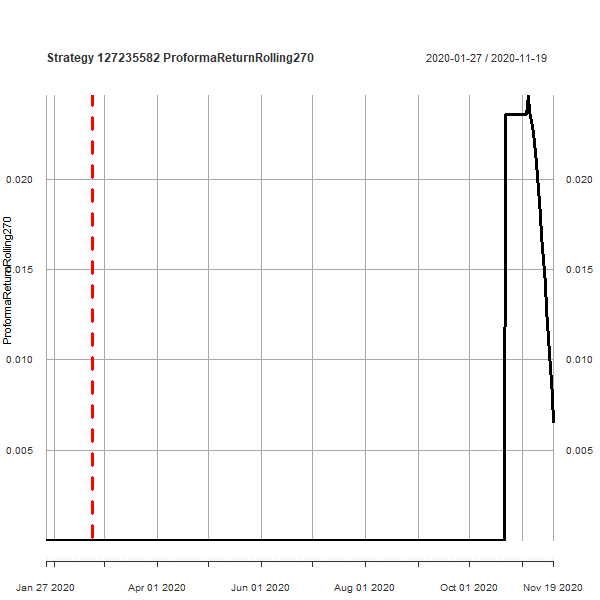 Strategy 127235582 ProformaReturnRolling270
2020-01-27 / 2020-11-19
ProformaReturnRolling270
0.020
0.015
0.010
0.005
0.020
0.015
0.010
0.005
Jan 27 2020
Apr 01 2020
Jun 01 2020
Aug 01 2020
Oct 01 2020
Nov 19 2020